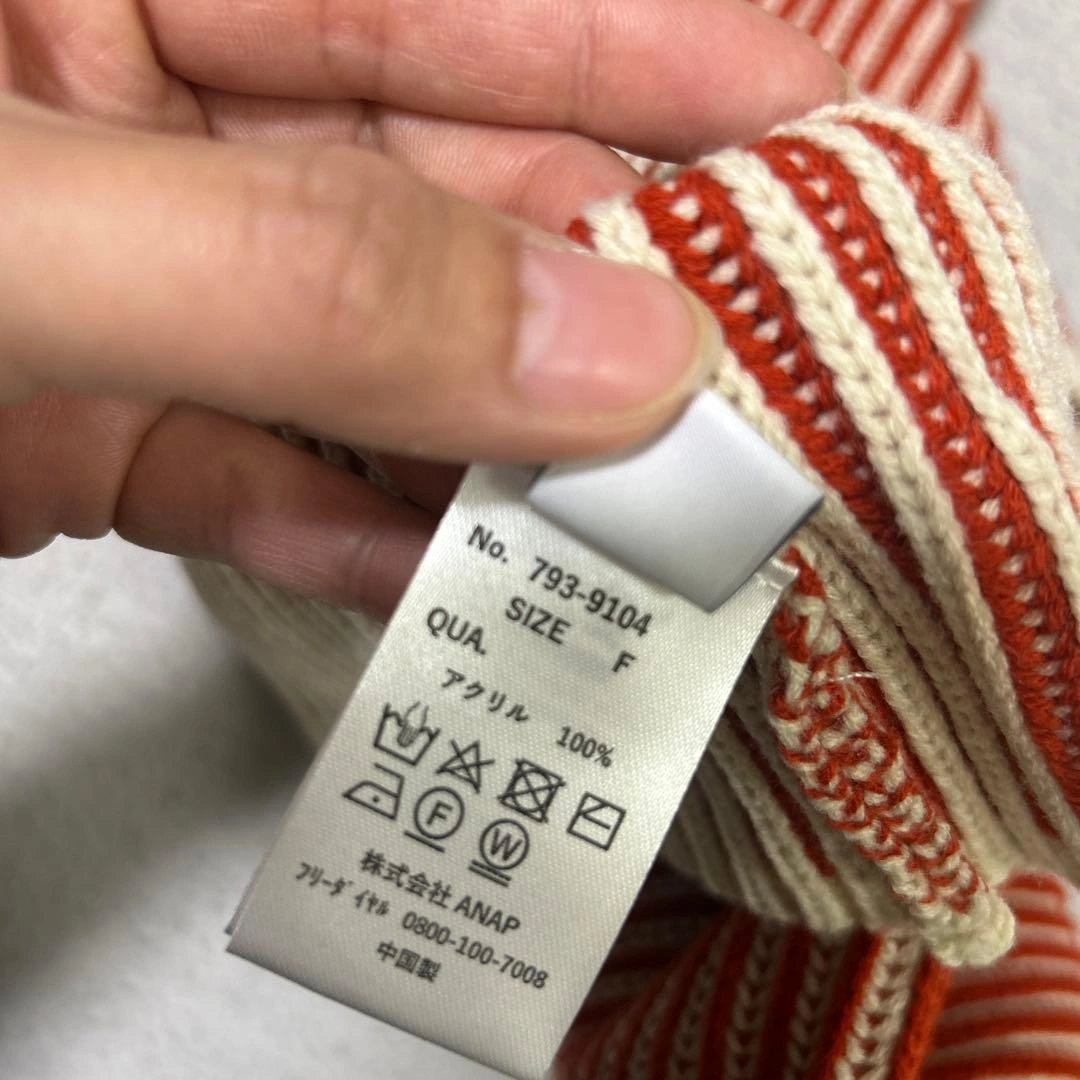 No. 793-9104
SIZE F
QUA.
アクリル 100%
F W
株式会社 ANAP
フリーダイヤル 0800-100-7008
中国製